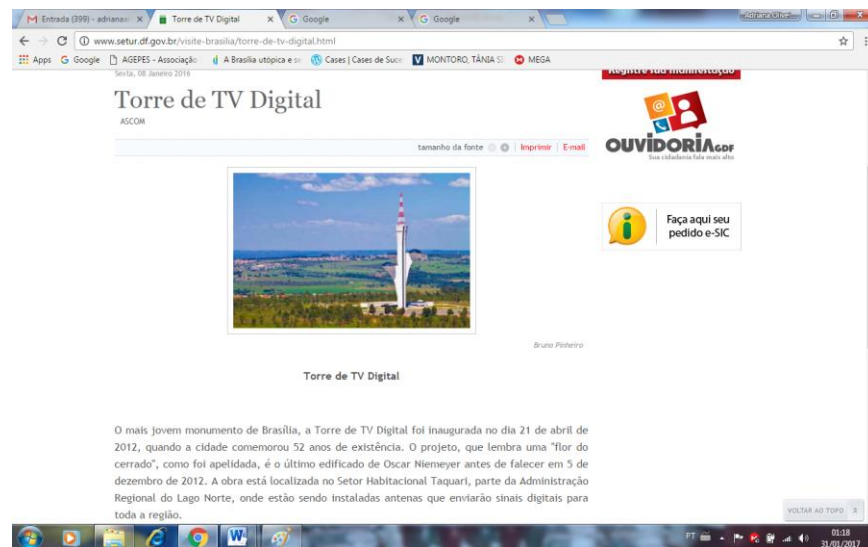 Entrada (399) - adriana
Torre de TV Digital
Google
Google
www.setur.df.gov.br/visite-brasilia/torre-de-tv-digital.html
Apps
Google
AGEPES - Associação
A Brasília utópica e s
Cases | Cases de Suce
MONTORO, TÂNIA S
MEGA
Sexta, 08 Janeiro 2016
Registre sua manifestação
Torre de TV Digital
ASCOM
tamanho da fonte
Imprimir
E-mail
OUVIDORIA GDF
Sua cidadania fala mais alto
Faça aqui seu
pedido e-SIC
Bruno Pinheiro
Torre de TV Digital
O mais jovem monumento de Brasília, a Torre de TV Digital foi inaugurada no dia 21 de abril de
2012, quando a cidade comemorou 52 anos de existência. O projeto, que lembra uma "flor do
cerrado", como foi apelidada, é o último edificado de Oscar Niemeyer antes de falecer em 5 de
dezembro de 2012. A obra está localizada no Setor Habitacional Taquari, parte da Administração
Regional do Lago Norte, onde estão sendo instaladas antenas que enviarão sinais digitais para
toda a região.
VOLTAR AO TOPO
PT
01:18
31/01/2017